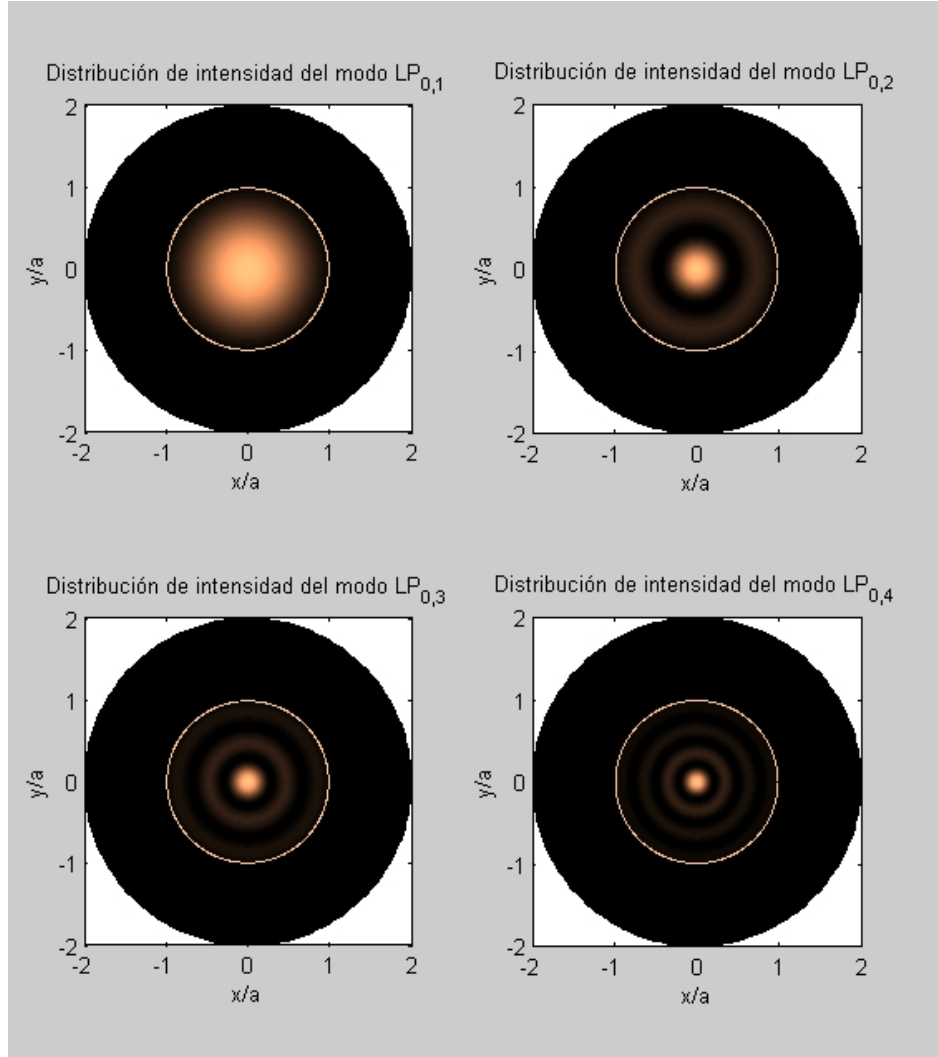 Distribución de intensidad del modo LP0,1
2
1
0
-1
-2
y/a
-2 -1 0 1 2
x/a
Distribución de intensidad del modo LP0,2
2
1
0
-1
-2
y/a
-2 -1 0 1 2
x/a
Distribución de intensidad del modo LP0,3
2
1
0
-1
-2
y/a
-2 -1 0 1 2
x/a
Distribución de intensidad del modo LP0,4
2
1
0
-1
-2
y/a
-2 -1 0 1 2
x/a